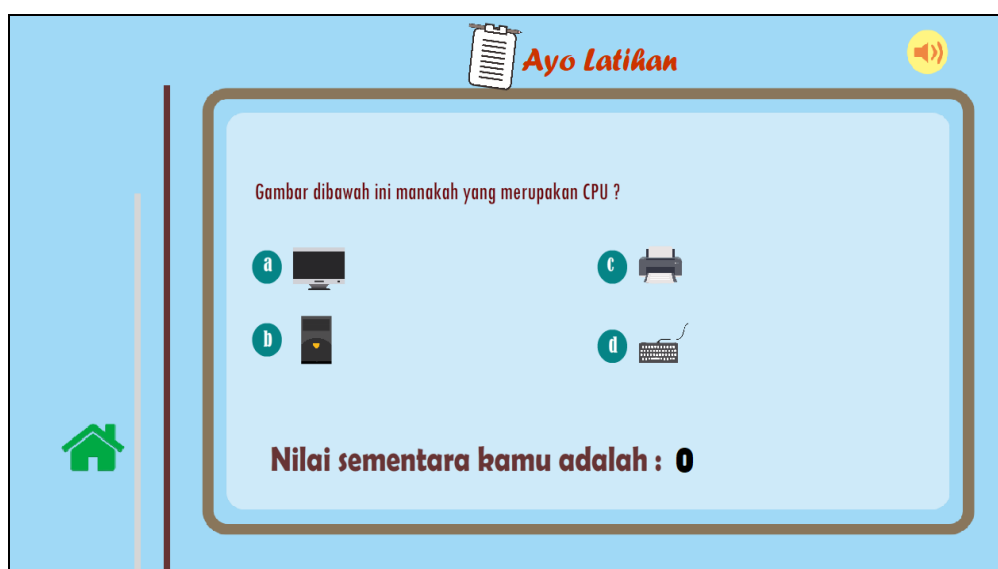 Ayo Latihan
Gambar dibawah ini manakah yang merupakan CPU ?
a
c
b
d
Nilai sementara kamu adalah : 0